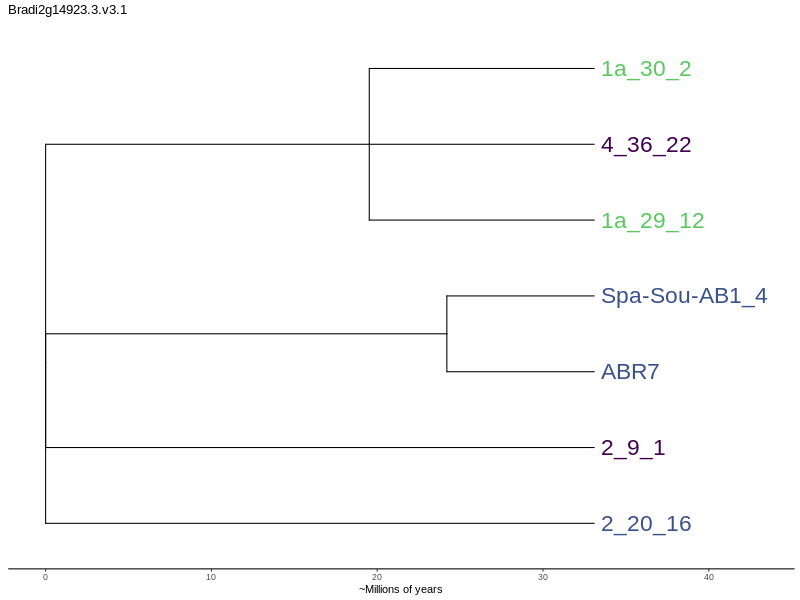 Bradi2g14923.3.v3.1
1a_30_2
4_36_22
1a_29_12
Spa-Sou-AB1_4
ABR7
2_9_1
2_20_16
0 10 20 30 40
~Millions of years